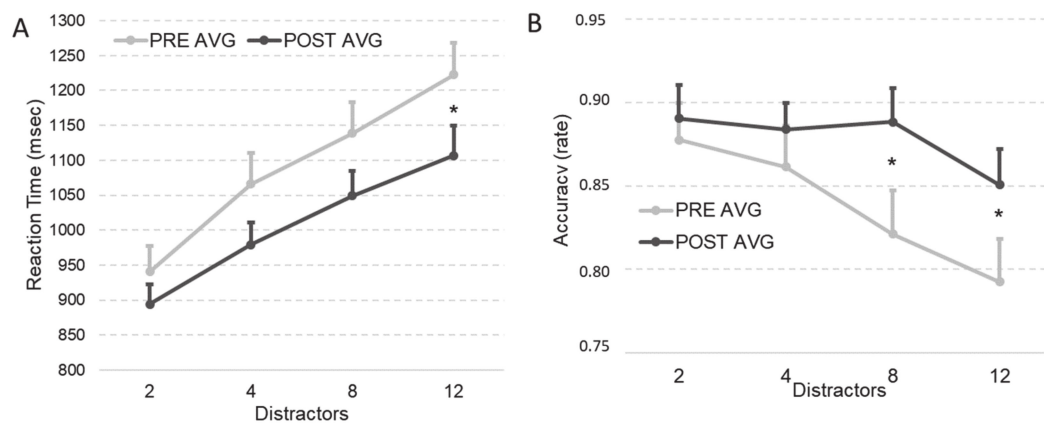 A
PRE AVG
POST AVG
Reaction Time (msec)
1300
1250
1200
1150
1100
1050
1000
950
900
850
800
*
2
4
8
12
Distractors
B
Accuracy (rate)
0.95
0.90
0.85
0.80
0.75
*
*
PRE AVG
POST AVG
2
4
8
12
Distractors